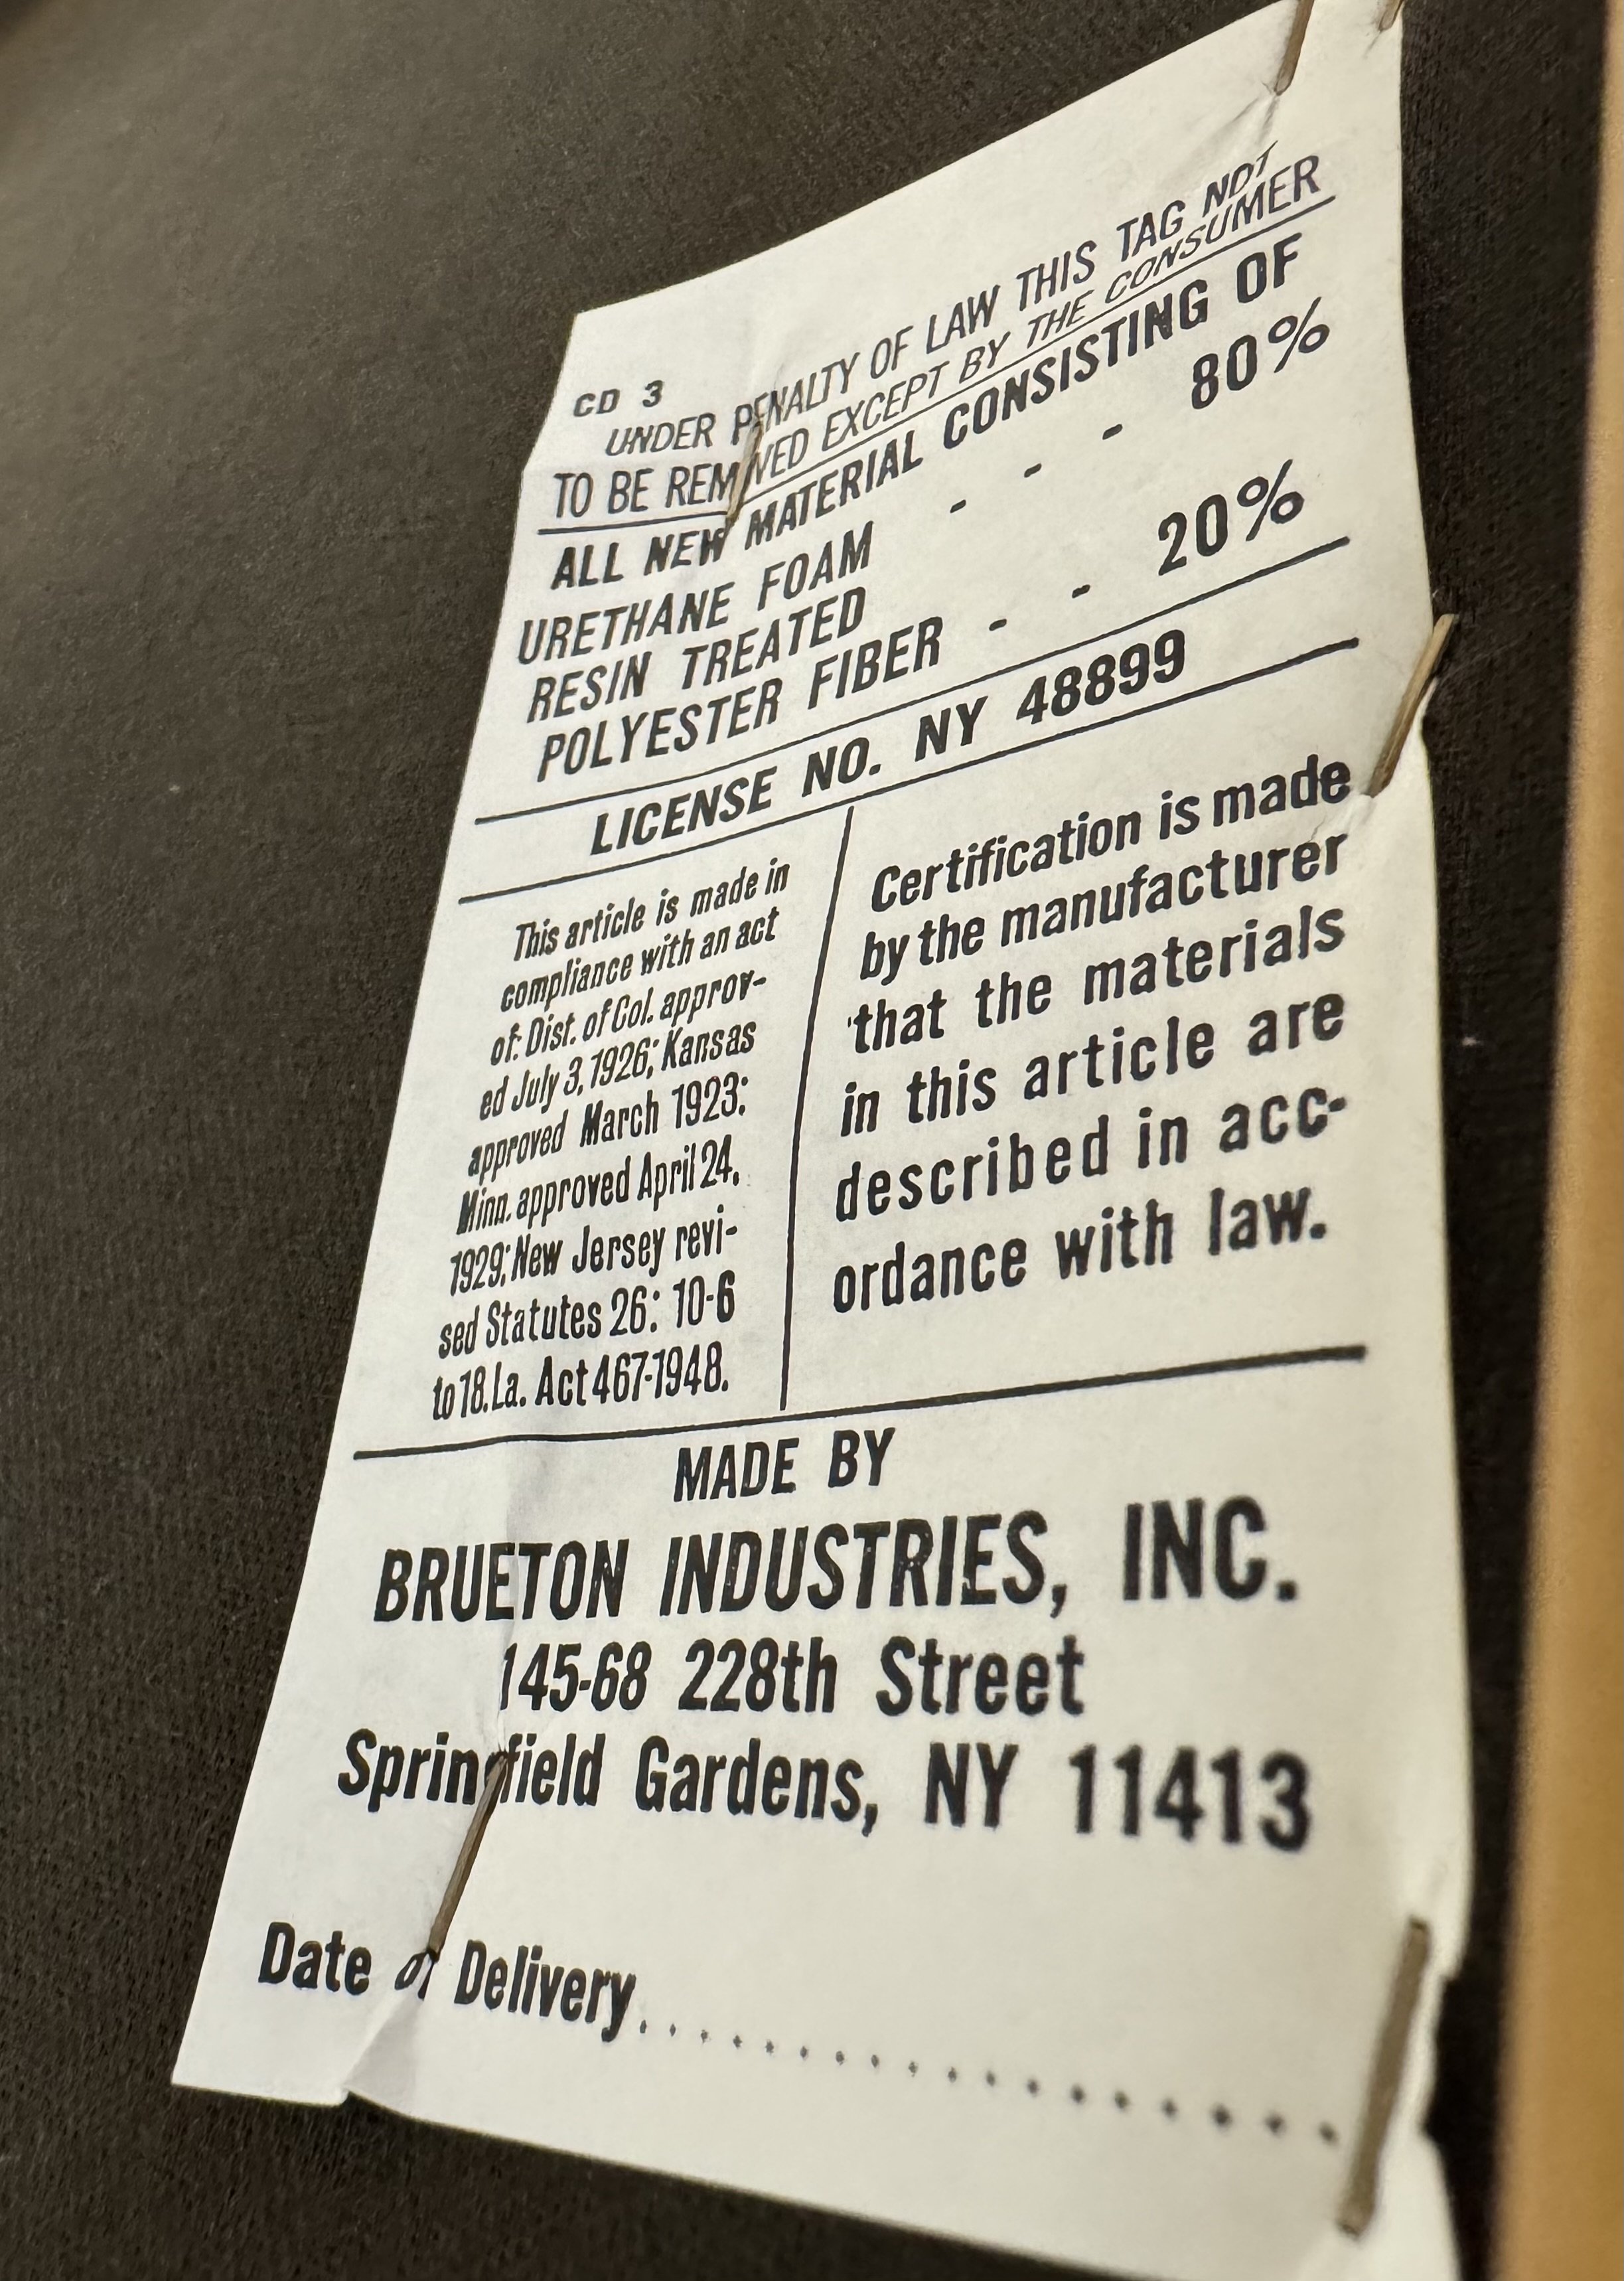 CD 3
UNDER PENALTY OF LAW THIS TAG NOT
TO BE REMOVED EXCEPT BY THE CONSUMER
ALL NEW MATERIAL CONSISTING OF
URETHANE FOAM - - - 80%
RESIN TREATED
POLYESTER FIBER - - 20%
LICENSE NO. NY 48899
This article is made in
compliance with an act
of: Dist. of Col. approv-
ed July 3, 1926; Kansas
approved March 1923;
Minn. approved April 24,
1929; New Jersey revi-
sed Statutes 26: 10-6
to 18. La. Act 467-1948.
Certification is made
by the manufacturer
that the materials
in this article are
described in acc-
ordance with law.
MADE BY
BRUETON INDUSTRIES, INC.
145-68 228th Street
Springfield Gardens, NY 11413
Date of Delivery..................